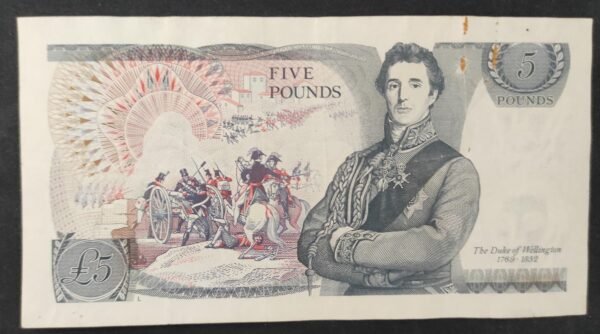 FIVE
POUNDS
5
POUNDS
£5
The Duke of Wellington
1769-1852
L